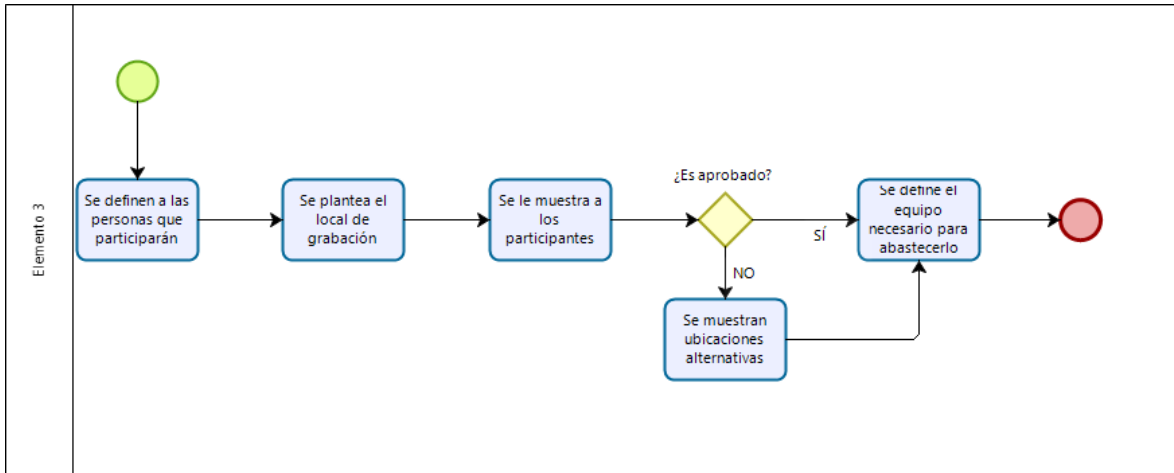 Elemento 3
Se definen a las
personas que
participarán
Se plantea el
local de
grabación
Se le muestra a
los
participantes
¿Es aprobado?
SÍ
NO
Se muestran
ubicaciones
alternativas
Se define el
equipo
necesario para
abastecerlo